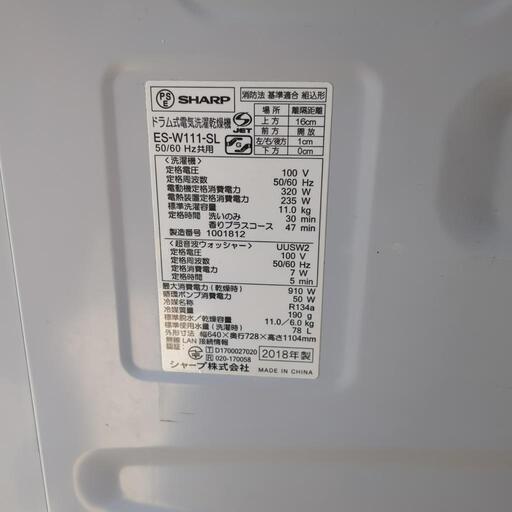 PS E SHARP
ドラム式電気洗濯乾燥機
ES-W111-SL
50/60 Hz共用
S-JET
消防法 基準適合 組込形
場所 離隔距離
上方 16cm
前方 開放
左/右/後方 1cm
下方 0cm
<洗濯機>
定格電圧 100 V
定格周波数 50/60 Hz
電動機定格消費電力 320 W
電熱装置定格消費電力 235 W
標準洗濯容量 11.0 kg
定格時間 洗いのみ 30 min
香りプラスコース 47 min
製造番号 1001812
<超音波ウォッシャー> UUSW2
定格電圧 100 V
定格周波数 50/60 Hz
定格消費電力 7 W
定格時間 5 min
最大消費電力(乾燥時) 910 W
循環ポンプ消費電力 50 W
冷媒名称 R134a
冷媒量 190 g
標準脱水/乾燥容量 11.0/6.0 kg
標準使用水量(洗濯時) 78 L
外形寸法 幅640×奥行728×高さ1104mm
無線LAN 接続情報
認証: T D170002702​0
R 020-170058
2018年製
シャープ株式会社 MADE IN CHINA